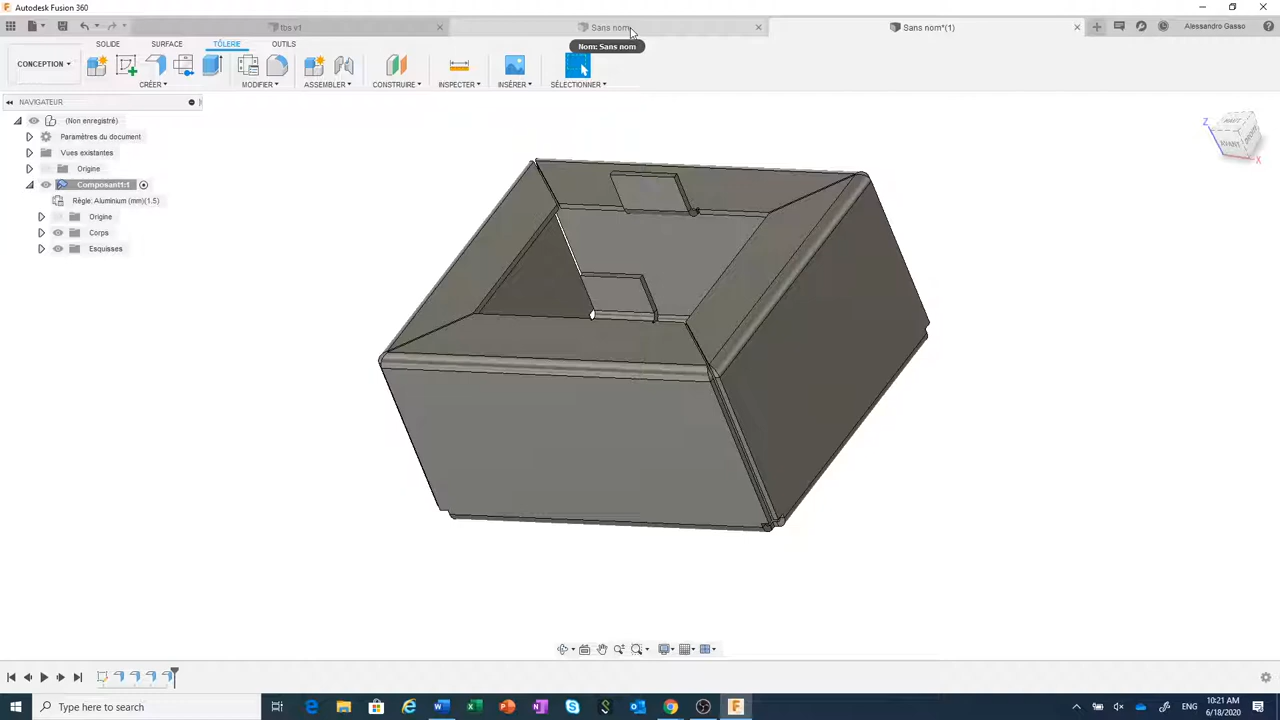 Autodesk Fusion 360
tbs v1
Sans nom
Sans nom*(1)
Alessandro Gasso
Nom: Sans nom
SOLIDE
SURFACE
TÔLERIE
OUTILS
CONCEPTION
CRÉER
MODIFIER
ASSEMBLER
CONSTRUIRE
INSPECTER
INSÉRER
SÉLECTIONNER
NAVIGATEUR
(Non enregistré)
Paramètres du document
Vues existantes
Origine
Composant1:1
Règle: Aluminium (mm)(1.5)
Origine
Corps
Esquisses
Z
X
Type here to search
ENG
10:21 AM
6/18/2020